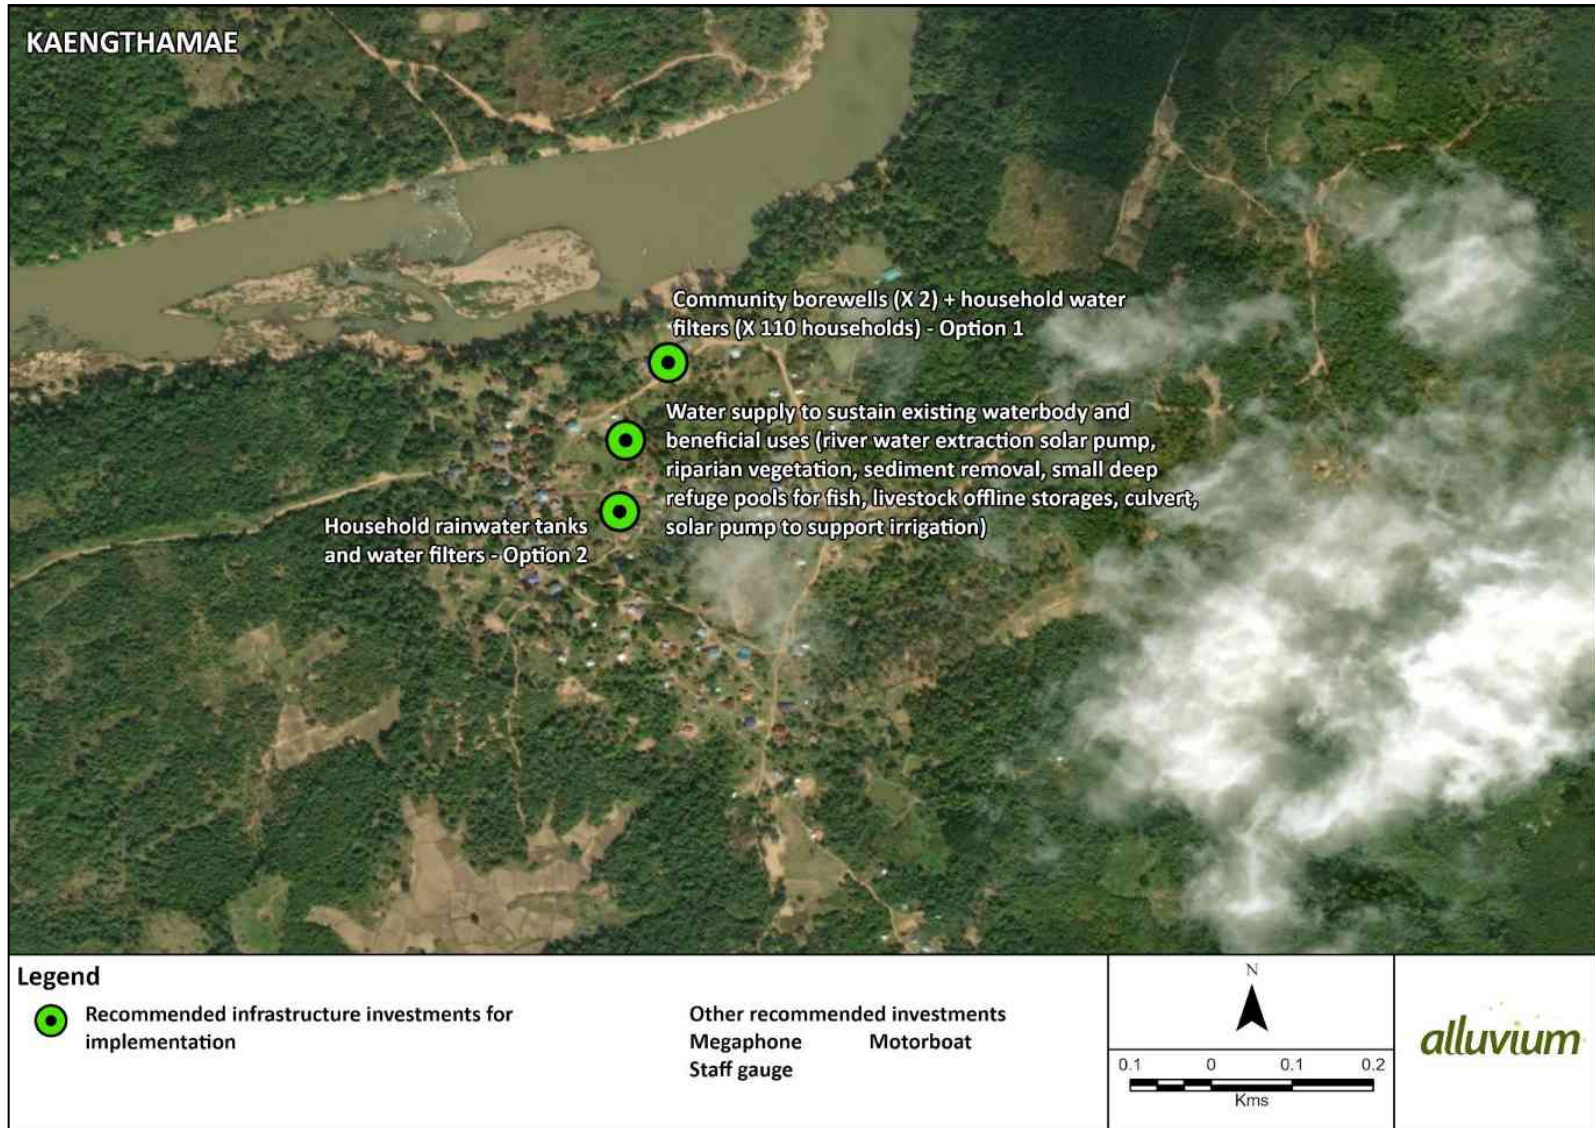 KAENGTHAMAE
Community borewells (X 2) + household water
filters (X 110 households) - Option 1
Water supply to sustain existing waterbody and
beneficial uses (river water extraction solar pump,
riparian vegetation, sediment removal, small deep
refuge pools for fish, livestock offline storages, culvert,
solar pump to support irrigation)
Household rainwater tanks
and water filters - Option 2
Legend
Recommended infrastructure investments for
implementation
Other recommended investments
Megaphone Motorboat
Staff gauge
N
0.1 0 0.1 0.2
Kms
alluvium